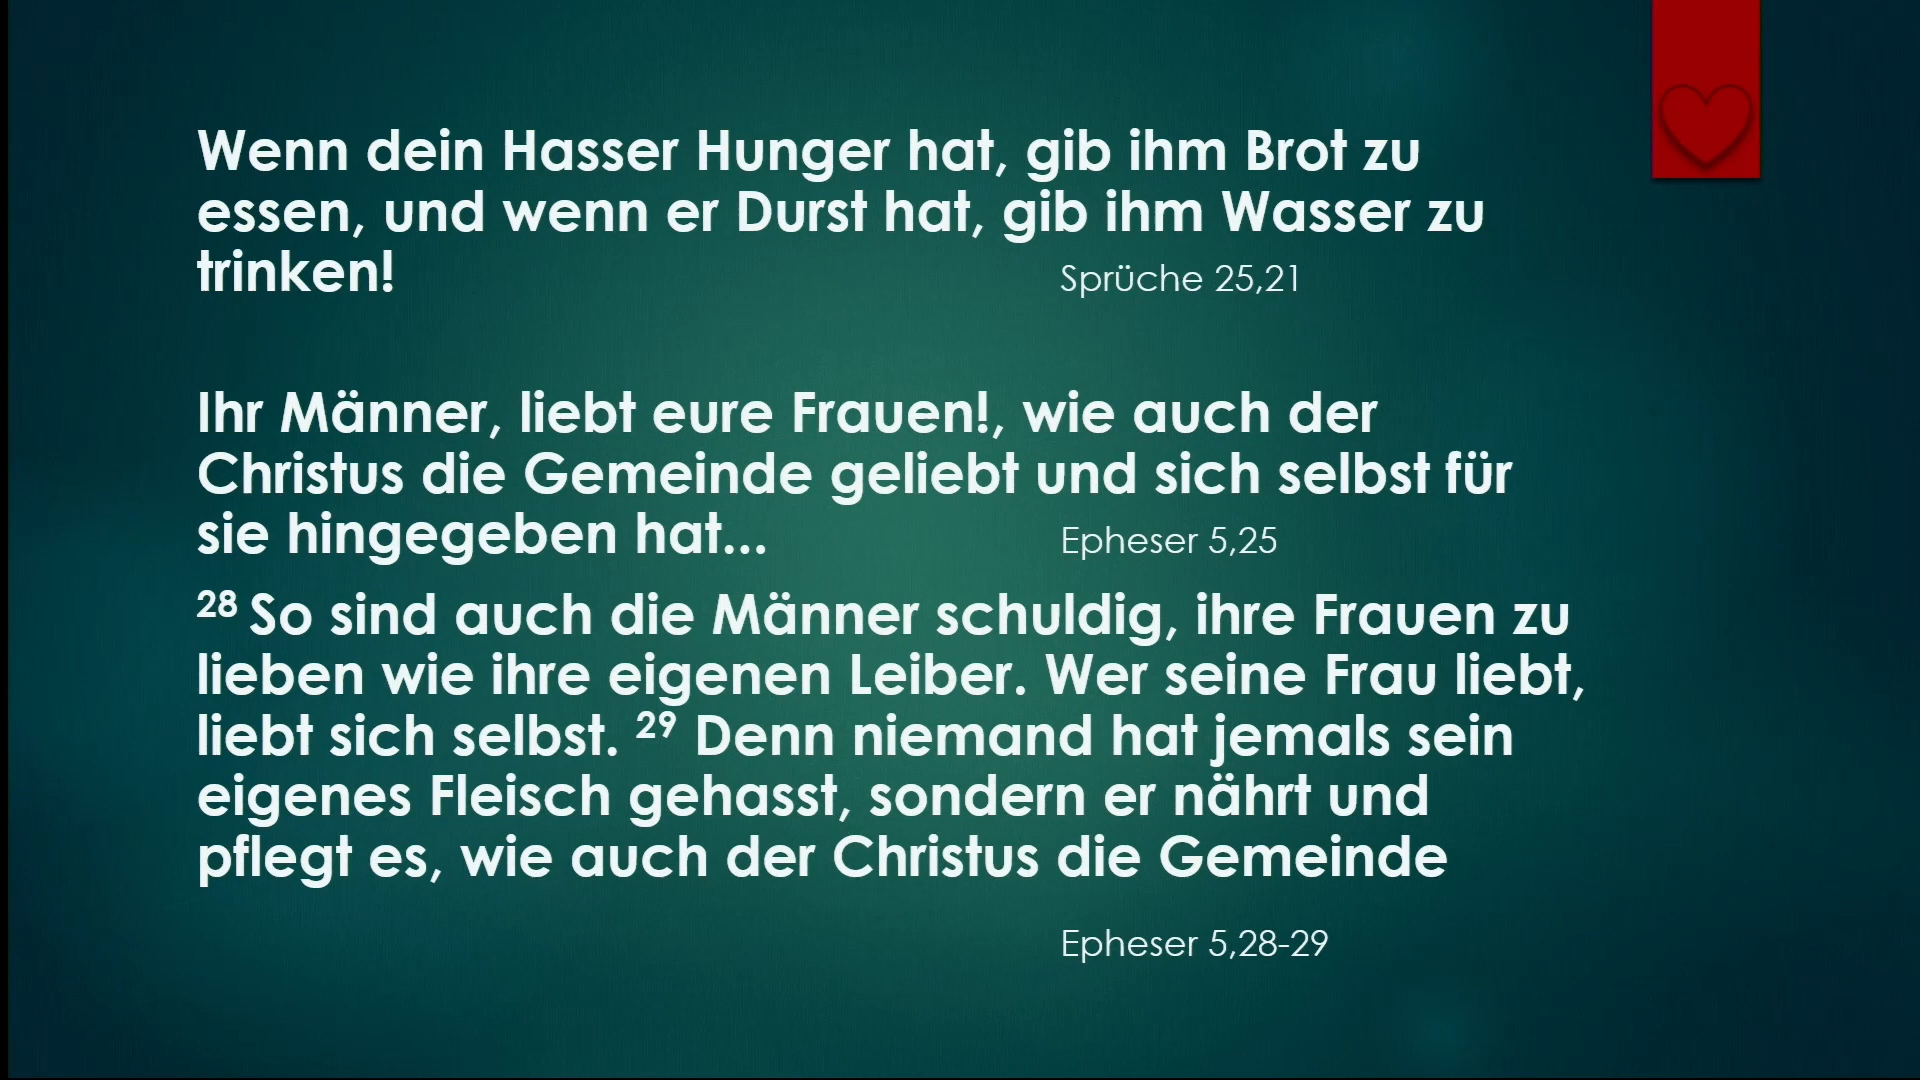 Wenn dein Hasser Hunger hat, gib ihm Brot zu
essen, und wenn er Durst hat, gib ihm Wasser zu
trinken! Sprüche 25,21
Ihr Männer, liebt eure Frauen!, wie auch der
Christus die Gemeinde geliebt und sich selbst für
sie hingegeben hat... Epheser 5,25
28 So sind auch die Männer schuldig, ihre Frauen zu
lieben wie ihre eigenen Leiber. Wer seine Frau liebt,
liebt sich selbst. 29 Denn niemand hat jemals sein
eigenes Fleisch gehasst, sondern er nährt und
pflegt es, wie auch der Christus die Gemeinde
Epheser 5,28-29